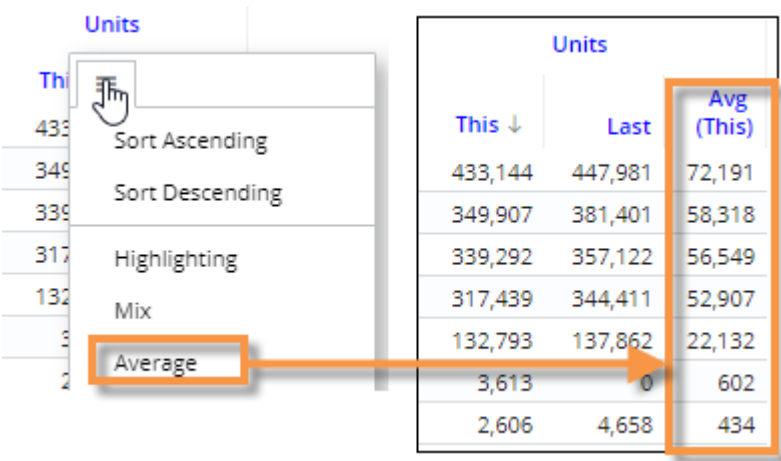 Units
Thi
433
349
339
317
132
3
2
Sort Ascending
Sort Descending
Highlighting
Mix
Average
Units
This ↓ Last Avg (This)
433,144 447,981 72,191
349,907 381,401 58,318
339,292 357,122 56,549
317,439 344,411 52,907
132,793 137,862 22,132
3,613 0 602
2,606 4,658 434